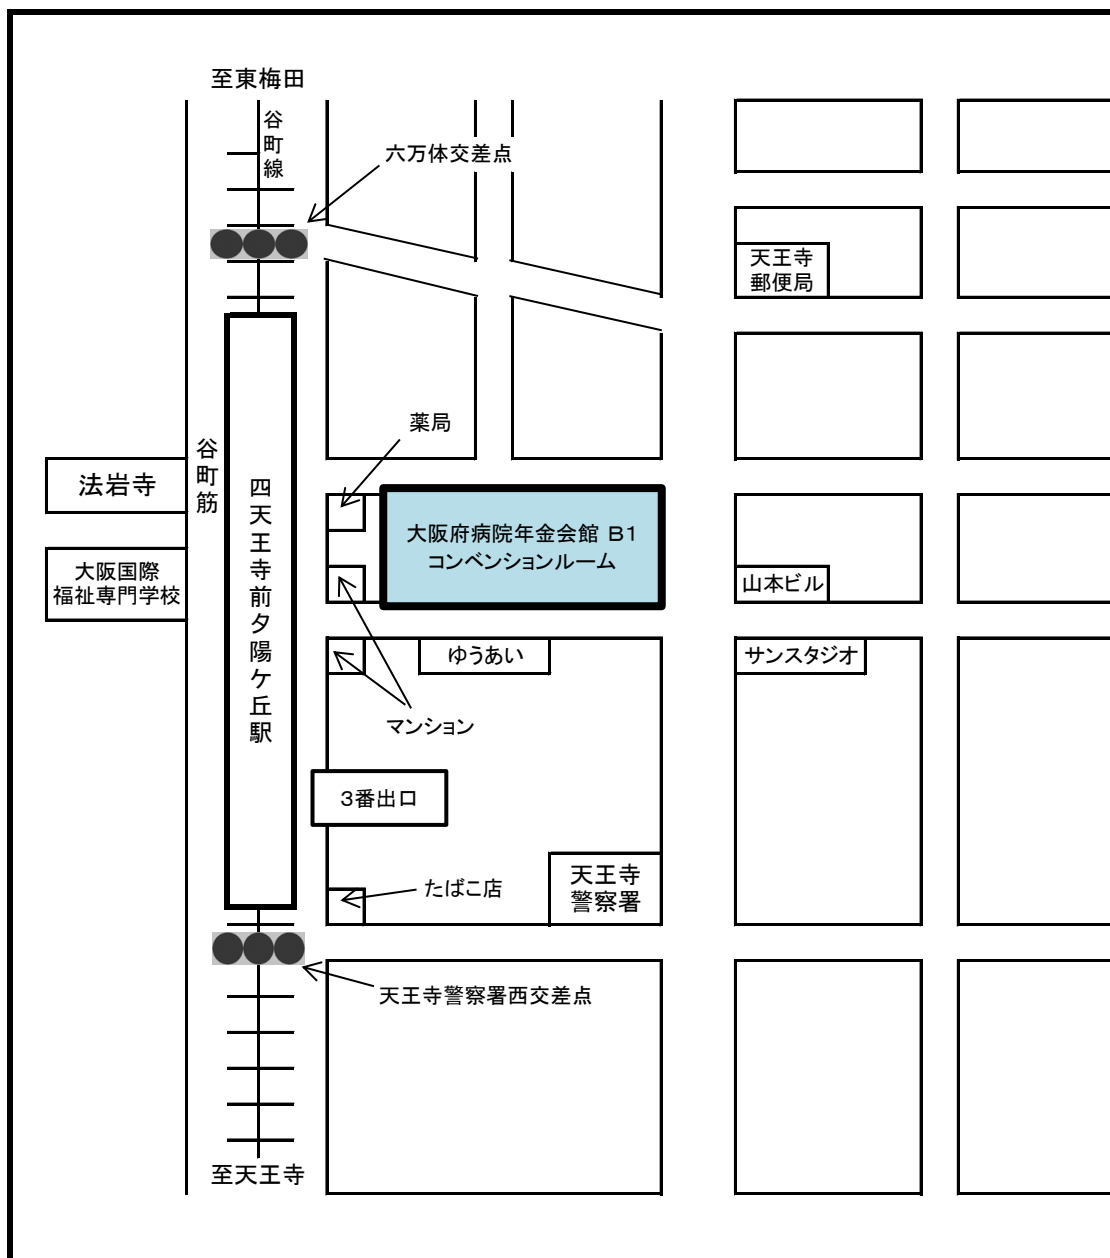 至東梅田
谷町線
六万体交差点
天王寺
郵便局
薬局
谷町筋
法岩寺
四天王寺前夕陽ケ丘駅
大阪府病院年金会館 B1
コンベンションルーム
大阪国際
福祉専門学校
山本ビル
ゆうあい
サンスタジオ
マンション
3番出口
天王寺
警察署
たばこ店
天王寺警察署西交差点
至天王寺